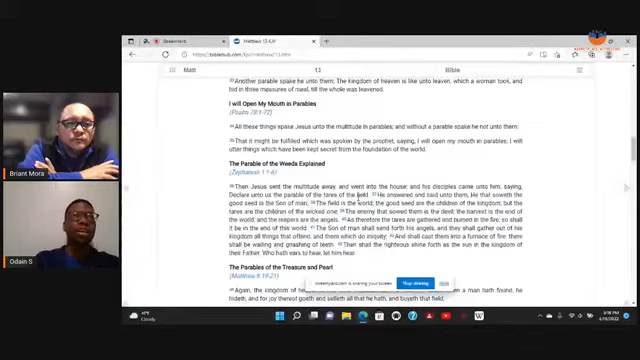 Matthew 13 KJV
https://biblehub.com/kjv/matthew/13.htm
Matt
13
Bible
33 Another parable spake he unto them; The kingdom of heaven is like unto leaven, which a woman took, and
hid in three measures of meal, till the whole was leavened.
I will Open My Mouth in Parables
(Psalm 78:1-72)
34 All these things spake Jesus unto the multitude in parables; and without a parable spake he not unto them:
35 That it might be fulfilled which was spoken by the prophet, saying, I will open my mouth in parables; I will
utter things which have been kept secret from the foundation of the world.
The Parable of the Weeds Explained
(Zephaniah 1:1-6)
36 Then Jesus sent the multitude away, and went into the house: and his disciples came unto him, saying,
Declare unto us the parable of the tares of the field. 37 He answered and said unto them, He that soweth the
good seed is the Son of man; 38 The field is the world; the good seed are the children of the kingdom; but the
tares are the children of the wicked one; 39 The enemy that sowed them is the devil; the harvest is the end of
the world; and the reapers are the angels. 40 As therefore the tares are gathered and burned in the fire; so shall
it be in the end of this world. 41 The Son of man shall send forth his angels, and they shall gather out of his
kingdom all things that offend, and them which do iniquity; 42 And shall cast them into a furnace of fire: there
shall be wailing and gnashing of teeth. 43 Then shall the righteous shine forth as the sun in the kingdom of
their Father. Who hath ears to hear, let him hear.
The Parables of the Treasure and Pearl
44 Again, the kingdom of
a man hath found, he
hideth, and for joy thereof goeth and selleth all that he hath, and buyeth that field.
is sharing your screen.
Stop sharing
Hide
Briant Mora
Odain S
Cloudy